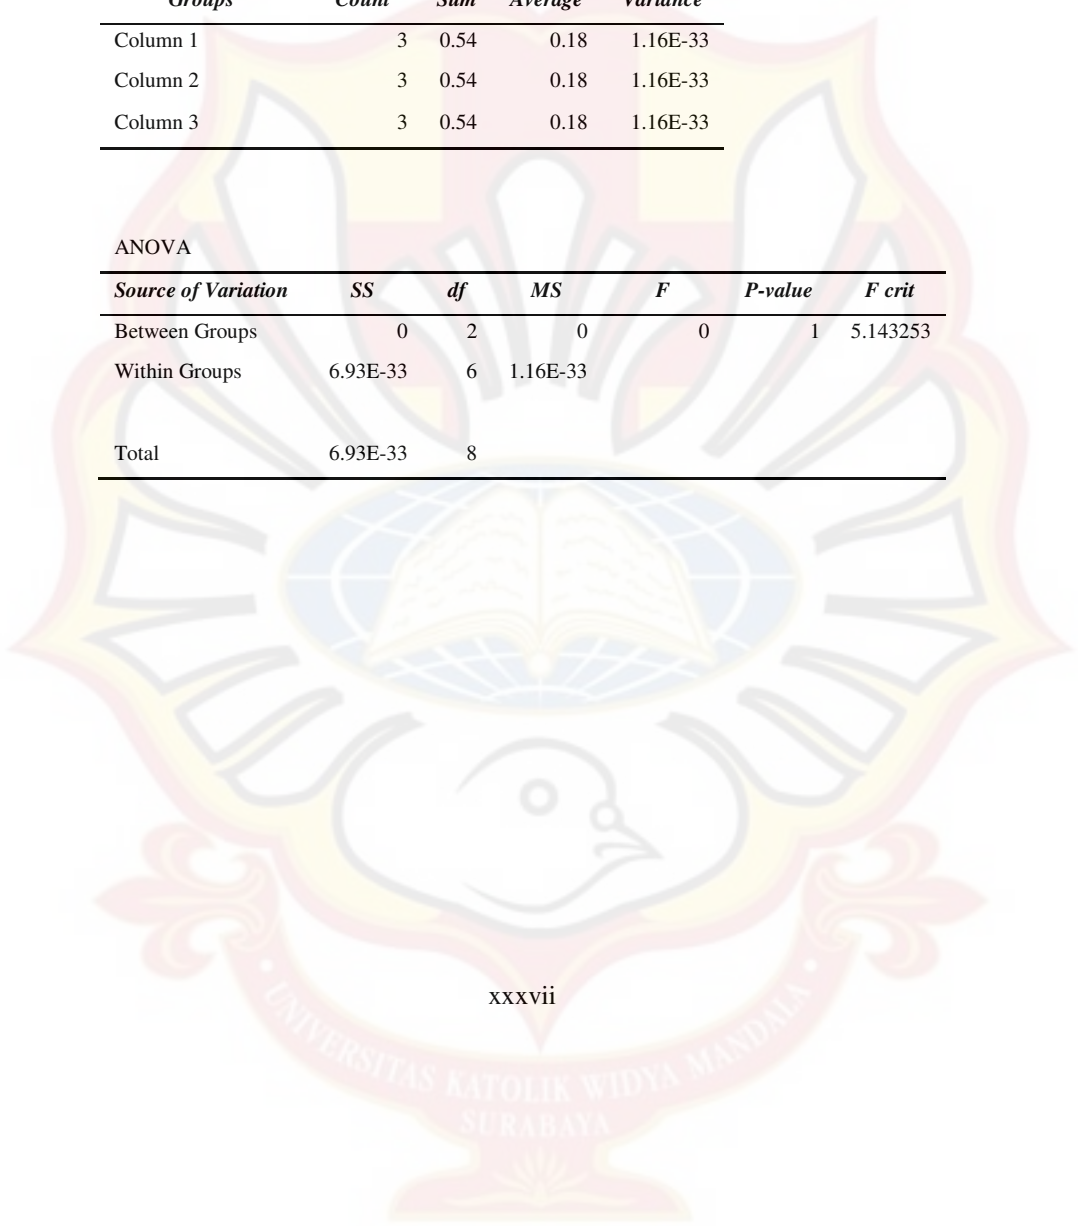 Groups Count Sum Average Variance
Column 1 3 0.54 0.18 1.16E-33
Column 2 3 0.54 0.18 1.16E-33
Column 3 3 0.54 0.18 1.16E-33
ANOVA
Source of Variation SS df MS F P-value F crit
Between Groups 0 2 0 0 1 5.143253
Within Groups 6.93E-33 6 1.16E-33
Total 6.93E-33 8
xxxvii
UNIVERSITAS KATOLIK WIDYA MANDALA
SURABAYA